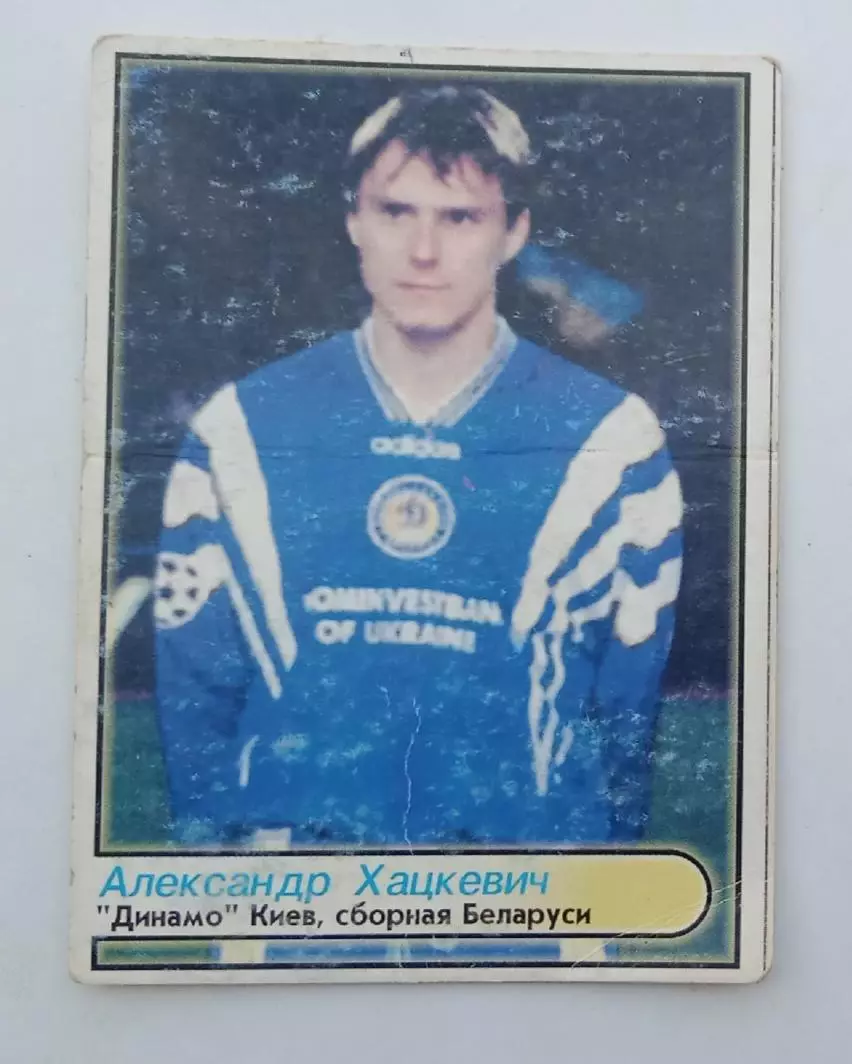 adidas
OF UKRAINE
Александр Хацкевич
"Динамо" Киев, сборная Беларуси